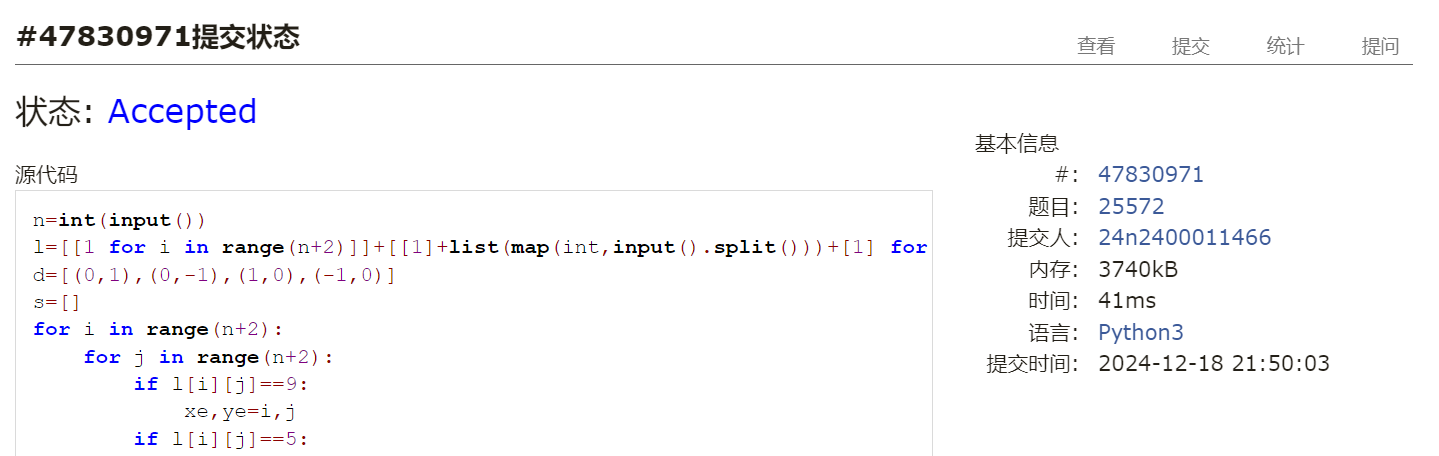 #47830971提交状态
查看 提交 统计 提问
状态: Accepted
源代码
n=int(input())
l=[[1 for i in range(n+2)]]+[[1]+list(map(int,input().split()))+[1] for
d=[(0,1),(0,-1),(1,0),(-1,0)]
s=[]
for i in range(n+2):
    for j in range(n+2):
        if l[i][j]==9:
            xe,ye=i,j
        if l[i][j]==5:
基本信息
#: 47830971
题目: 25572
提交人: 24n2400011466
内存: 3740kB
时间: 41ms
语言: Python3
提交时间: 2024-12-18 21:50:03